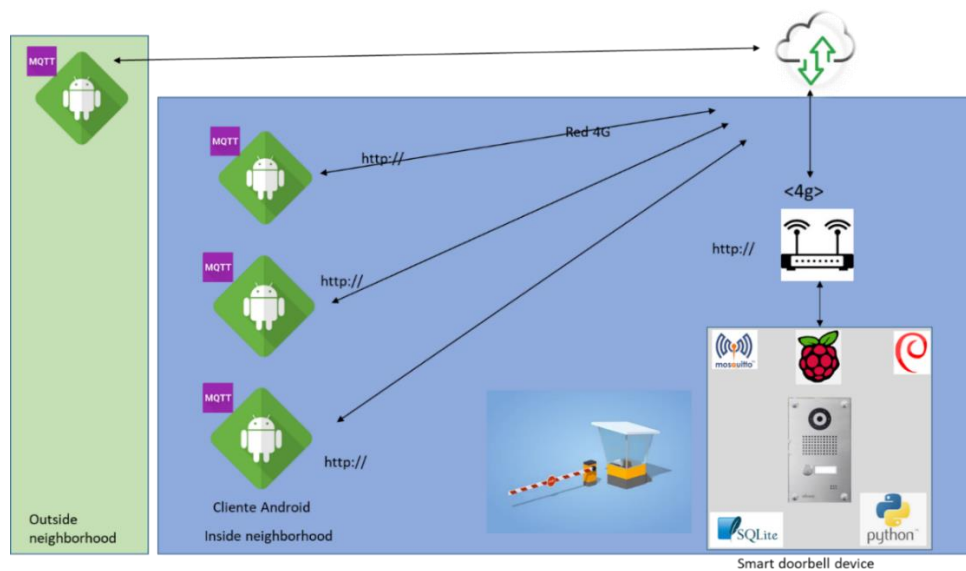 MQTT
MQTT
http://
Red 4G
<4g>
http://
MQTT
http://
mosquitto
MQTT
http://
Cliente Android
Inside neighborhood
Outside
neighborhood
SQLite
python
Smart doorbell device